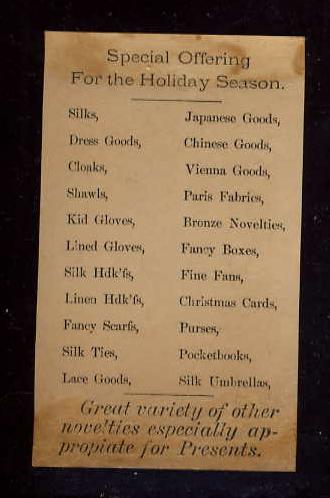 Special Offering
For the Holiday Season.
Silks,
Dress Goods,
Cloaks,
Shawls,
Kid Gloves,
Lined Gloves,
Silk Hdk'fs,
Linen Hdk'fs,
Fancy Scarfs,
Silk Ties,
Lace Goods,
Japanese Goods,
Chinese Goods,
Vienna Goods,
Paris Fabrics,
Bronze Novelties,
Fancy Boxes,
Fine Fans,
Christmas Cards,
Purses,
Pocketbooks,
Silk Umbrellas,
Great variety of other
novelties especially ap-
propiate for Presents.